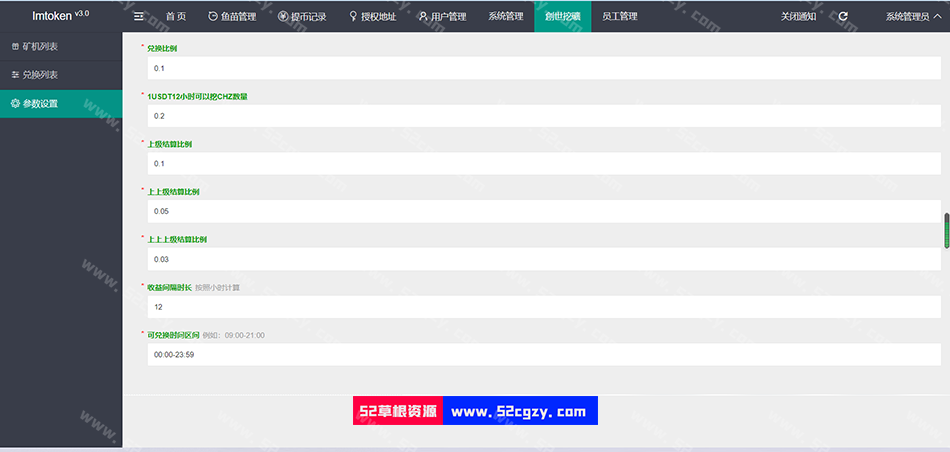 Imtoken v3.0
首 页
鱼苗管理
提币记录
授权地址
用户管理
系统管理
创世挖矿
员工管理
关闭通知
系统管理员
矿机列表
兑换列表
参数设置
* 兑换比例
0.1
* 1USDT12小时可以挖CHZ数量
0.2
* 上级结算比例
0.1
* 上上级结算比例
0.05
* 上上上级结算比例
0.03
* 收益间隔时长 按照小时计算
12
* 可兑换时间区间 例如：09:00-21:00
00:00-23:59
52草根资源 www.52cgzy.com